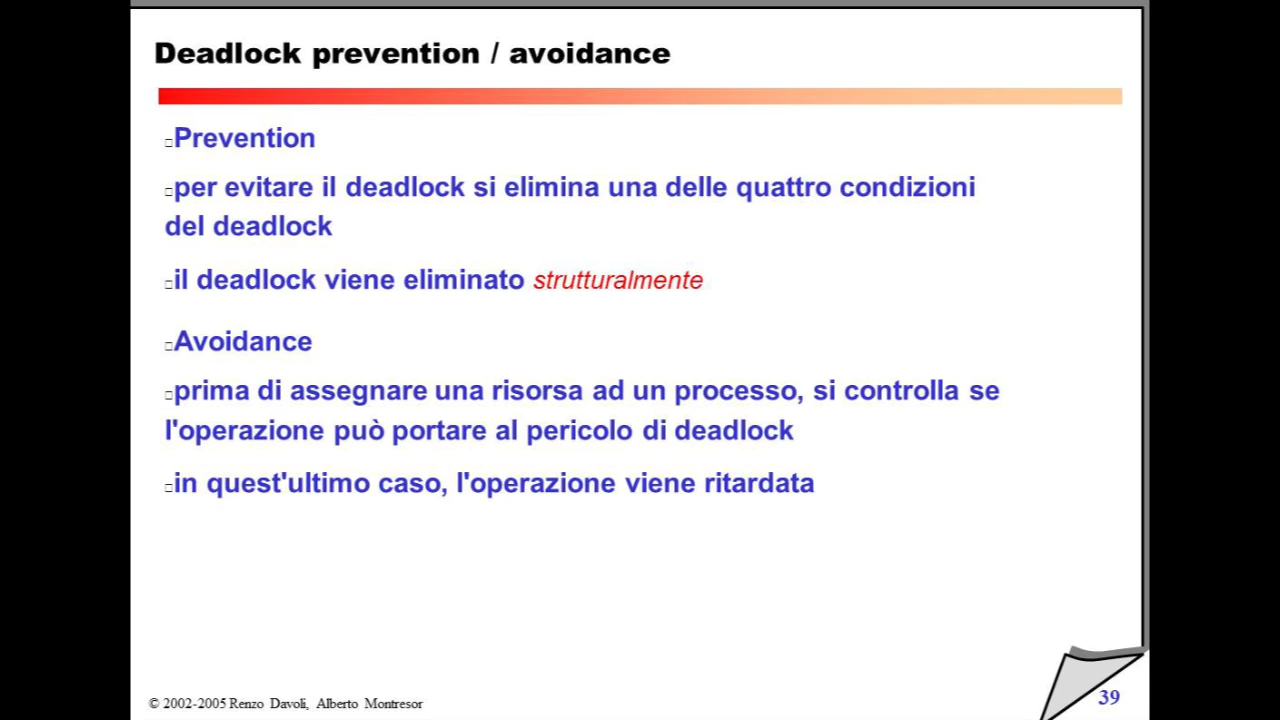 Deadlock prevention / avoidance
Prevention
per evitare il deadlock si elimina una delle quattro condizioni
del deadlock
il deadlock viene eliminato strutturalmente
Avoidance
prima di assegnare una risorsa ad un processo, si controlla se
l'operazione può portare al pericolo di deadlock
in quest'ultimo caso, l'operazione viene ritardata
© 2002-2005 Renzo Davoli, Alberto Montresor
39